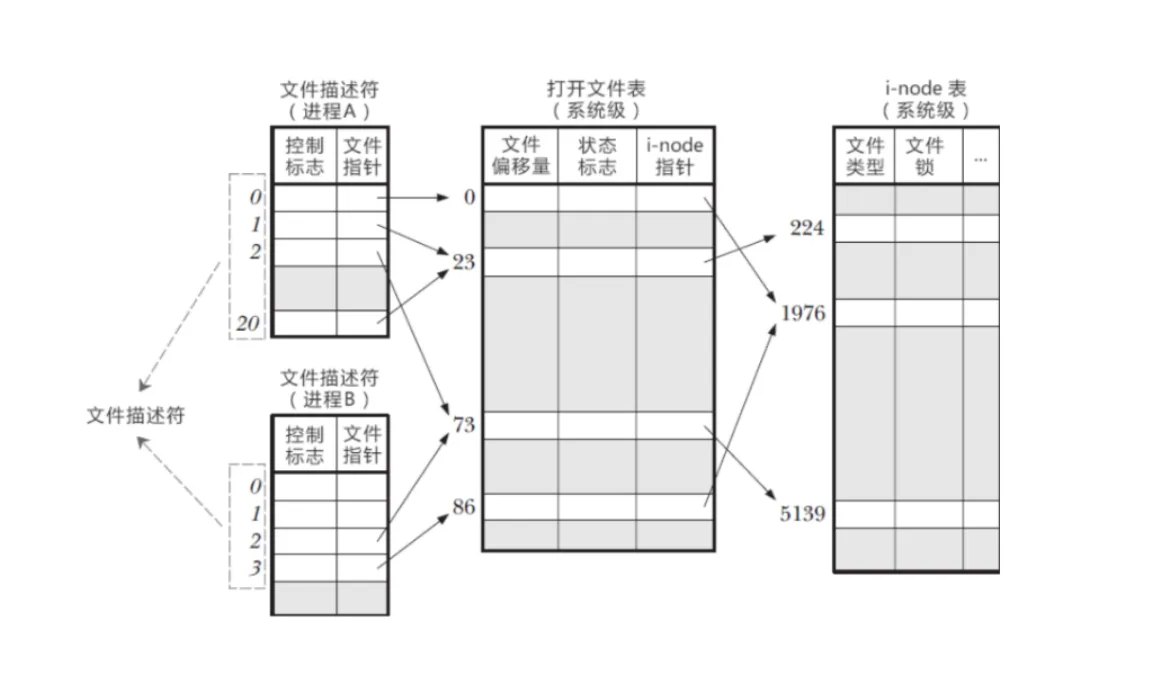 文件描述符
（进程A）
控制
标志
文件
指针
0
1
2
20
文件描述符
文件描述符
（进程B）
控制
标志
文件
指针
0
1
2
3
打开文件表
（系统级）
文件
偏移量
状态
标志
i-node
指针
0
23
73
86
i-node 表
（系统级）
文件
类型
文件
锁
...
224
1976
5139